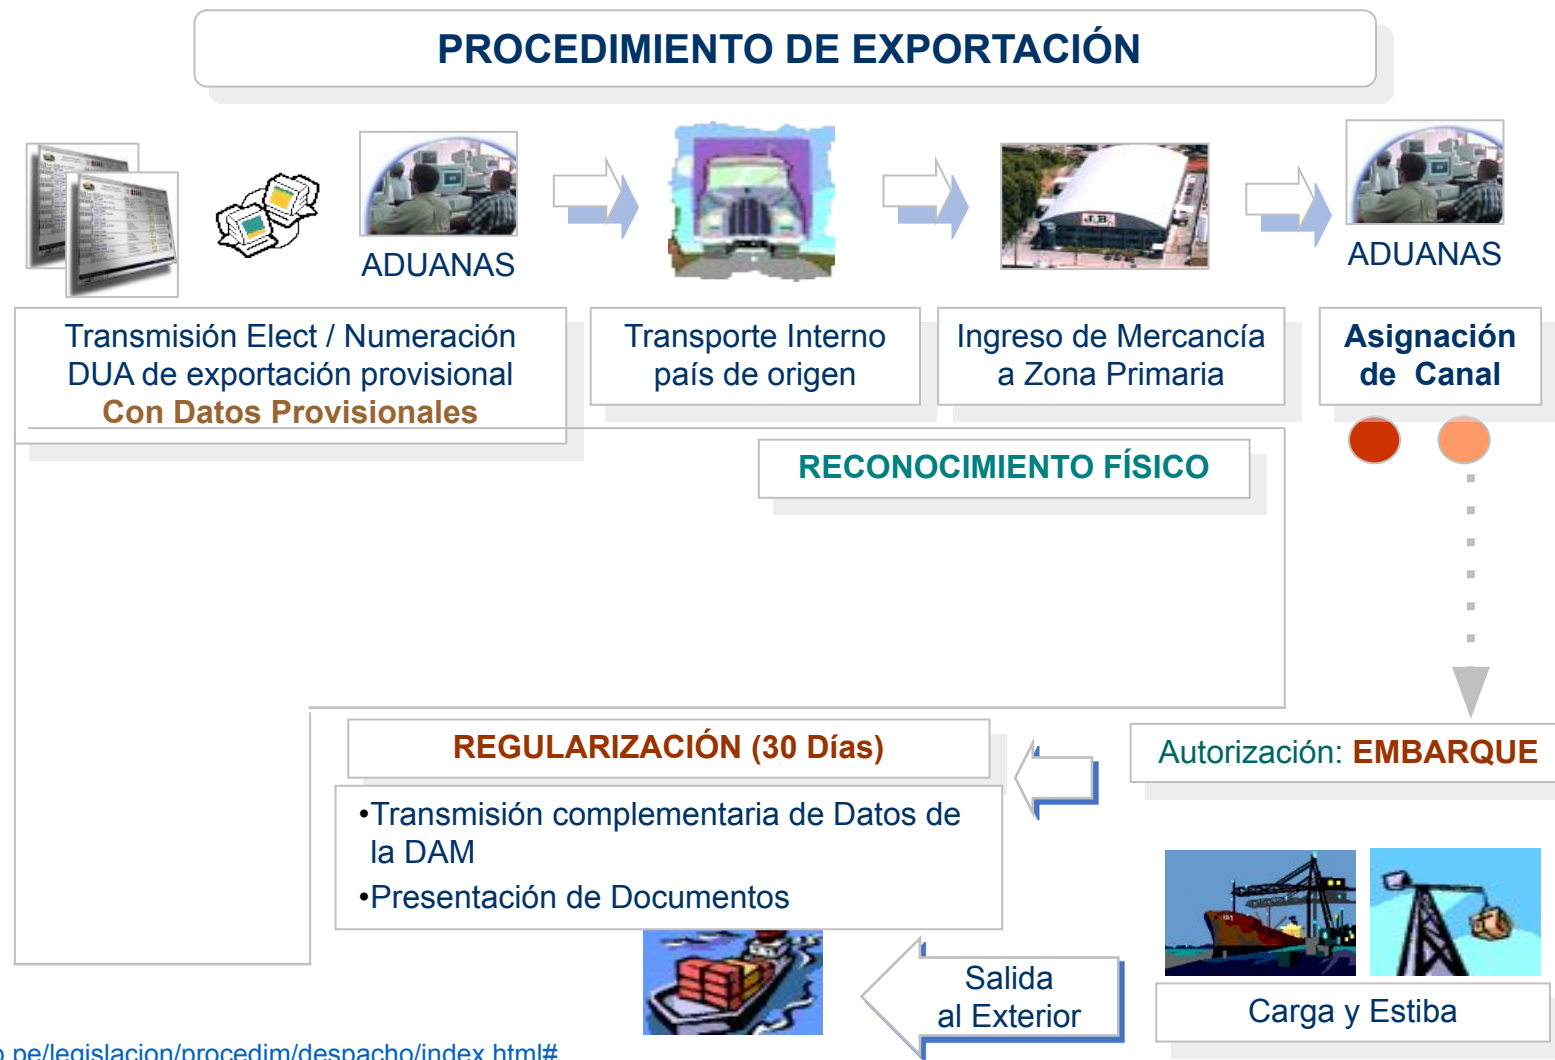 PROCEDIMIENTO DE EXPORTACIÓN
ADUANAS
ADUANAS
Transmisión Elect / Numeración
DUA de exportación provisional
Con Datos Provisionales
Transporte Interno
país de origen
Ingreso de Mercancía
a Zona Primaria
Asignación
de Canal
RECONOCIMIENTO FÍSICO
REGULARIZACIÓN (30 Días)
•Transmisión complementaria de Datos de
la DAM
•Presentación de Documentos
Autorización: EMBARQUE
Salida
al Exterior
Carga y Estiba
o.pe/legislacion/procedim/despacho/index.html#